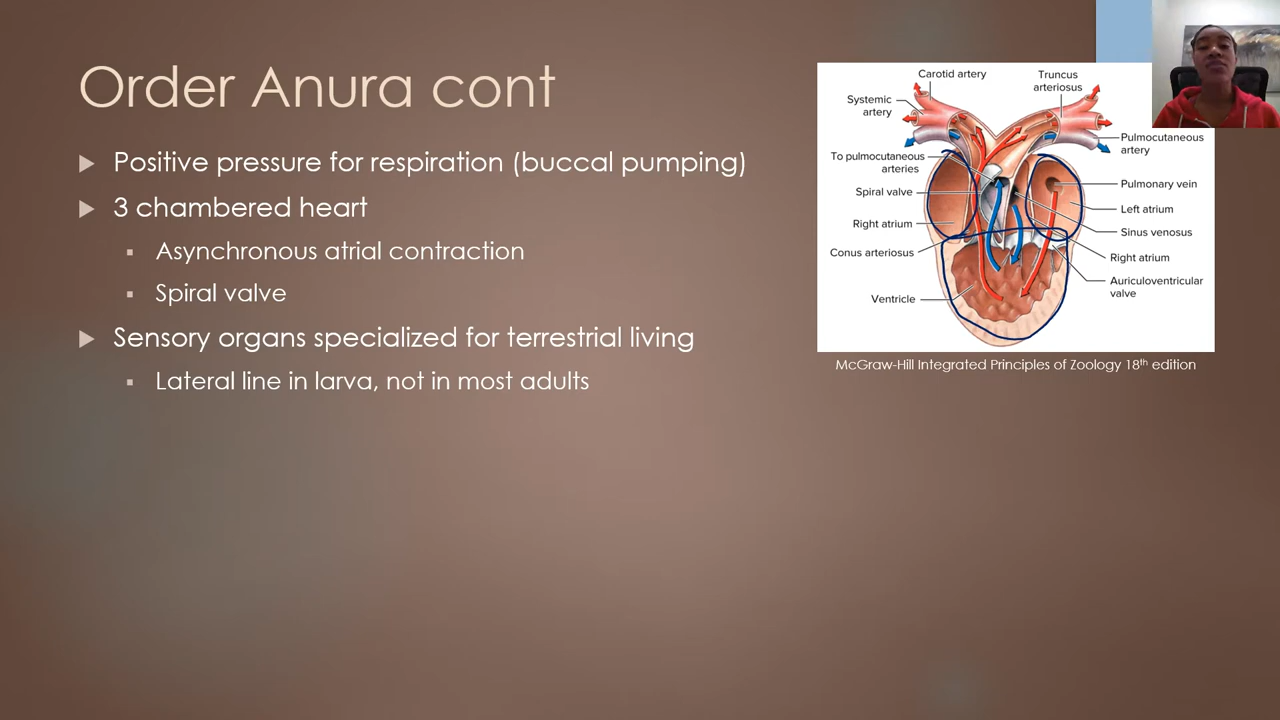 Order Anura cont
Positive pressure for respiration (buccal pumping)
3 chambered heart
Asynchronous atrial contraction
Spiral valve
Sensory organs specialized for terrestrial living
Lateral line in larva, not in most adults
Carotid artery
Truncus
arteriosus
Systemic
artery
Pulmocutaneous
artery
To pulmocutaneous
arteries
Spiral valve
Pulmonary vein
Left atrium
Right atrium
Sinus venosus
Conus arteriosus
Right atrium
Auriculoventricular
valve
Ventricle
McGraw-Hill Integrated Principles of Zoology 18th edition